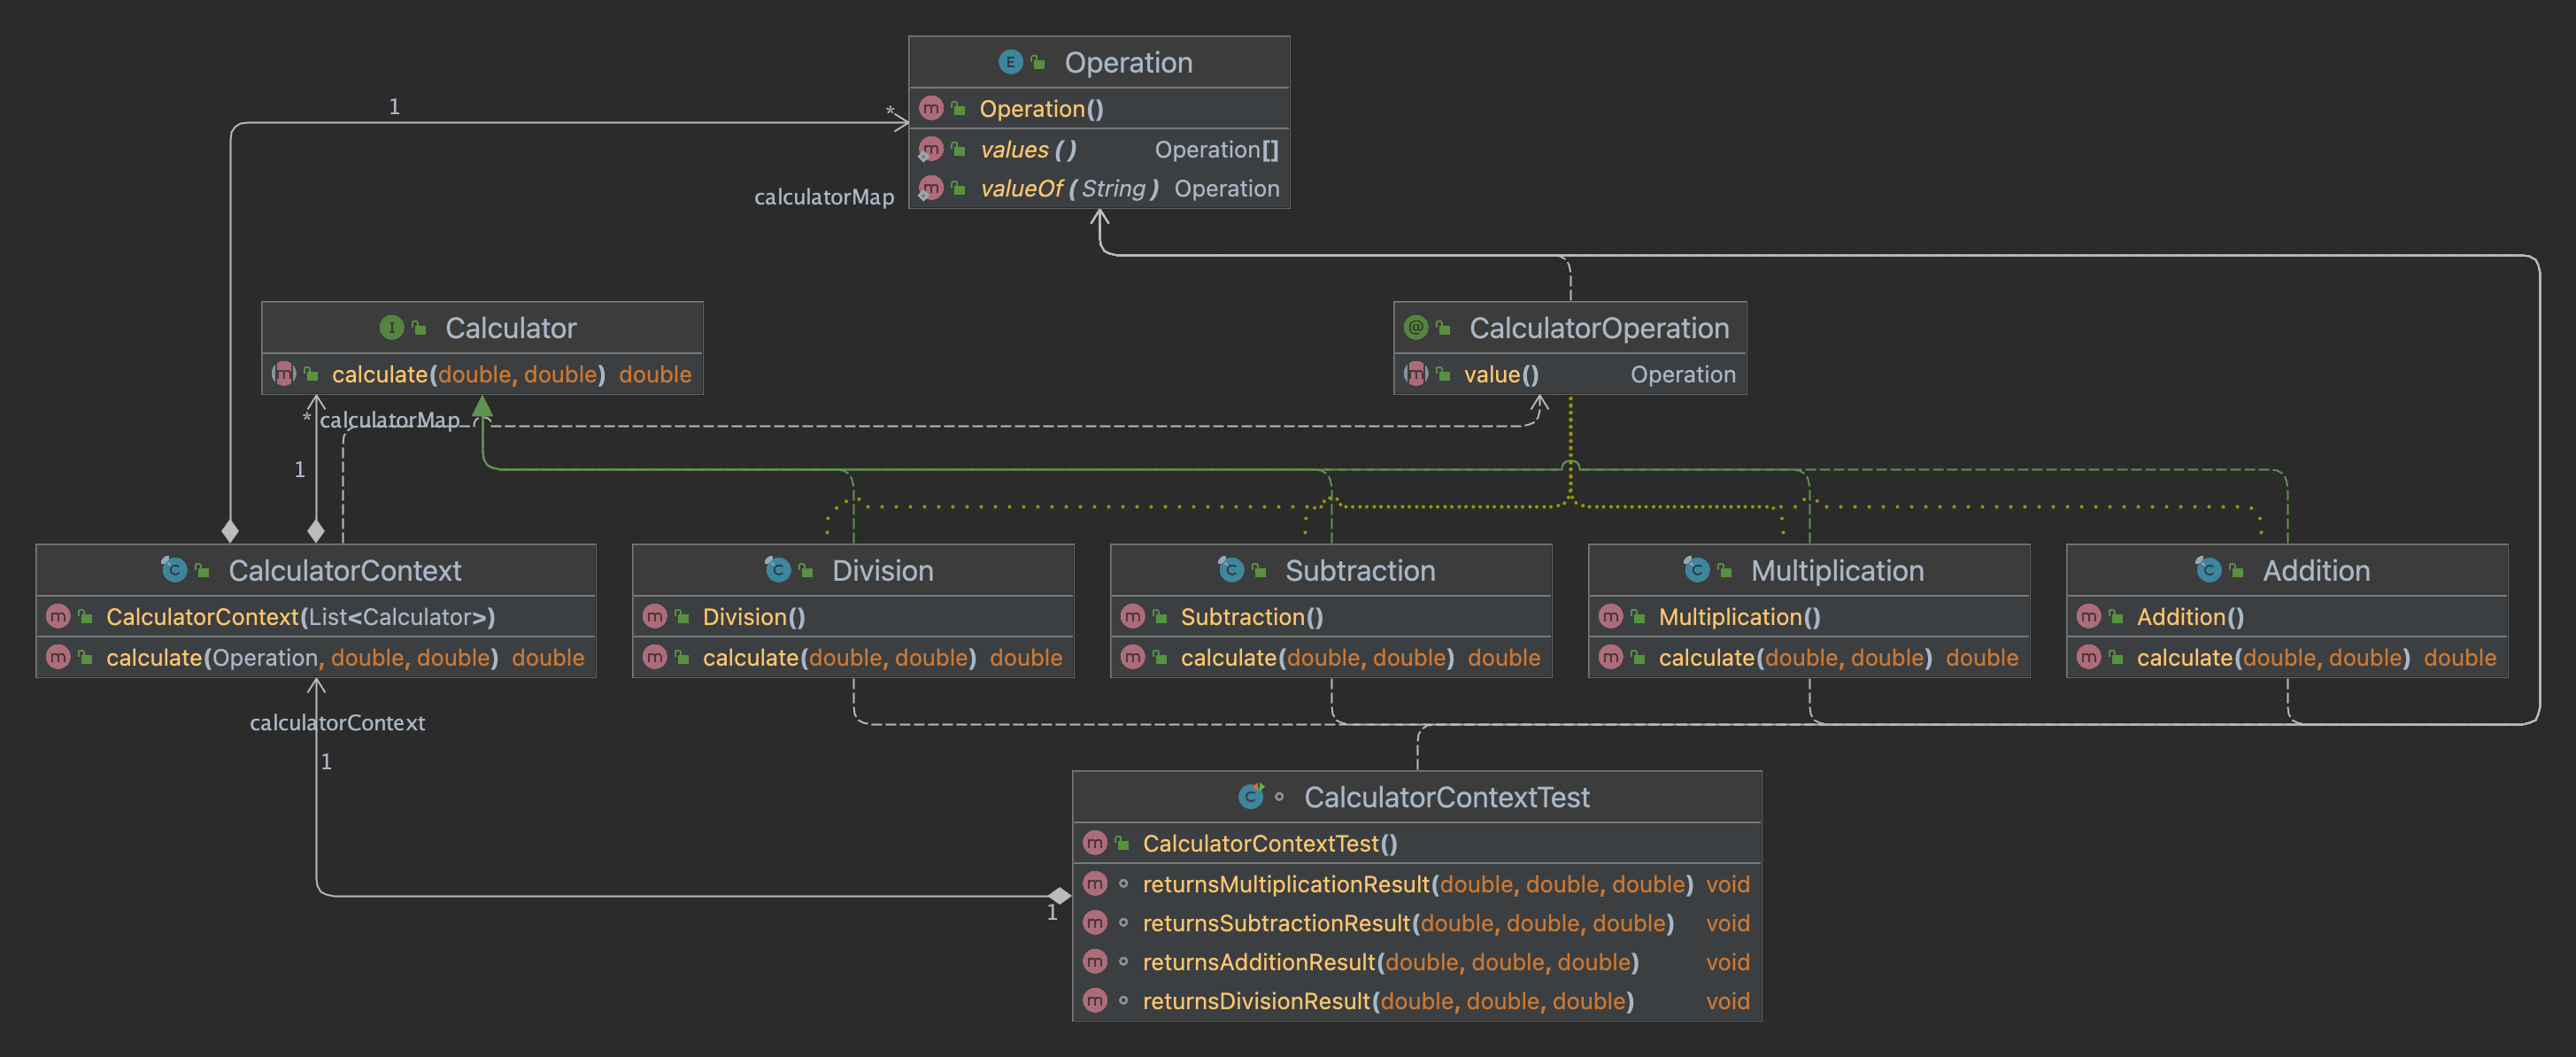 E Operation
m Operation()
m values() Operation[]
m valueOf(String) Operation
1
*
calculatorMap
I Calculator
m calculate(double, double) double
@ CalculatorOperation
m value() Operation
* calculatorMap
1
C CalculatorContext
m CalculatorContext(List<Calculator>)
m calculate(Operation, double, double) double
C Division
m Division()
m calculate(double, double) double
C Subtraction
m Subtraction()
m calculate(double, double) double
C Multiplication
m Multiplication()
m calculate(double, double) double
C Addition
m Addition()
m calculate(double, double) double
calculatorContext
1
1
C CalculatorContextTest
m CalculatorContextTest()
m returnsMultiplicationResult(double, double, double) void
m returnsSubtractionResult(double, double, double) void
m returnsAdditionResult(double, double, double) void
m returnsDivisionResult(double, double, double) void